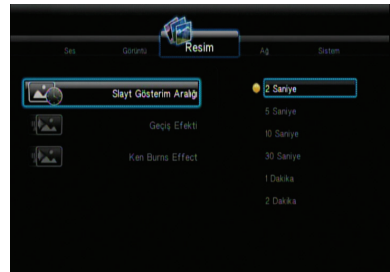 Ses Görüntü Resim Ağ Sistem
Slayt Gösterim Aralığı
Geçiş Efekti
Ken Burns Effect
2 Saniye
5 Saniye
10 Saniye
30 Saniye
1 Dakika
2 Dakika